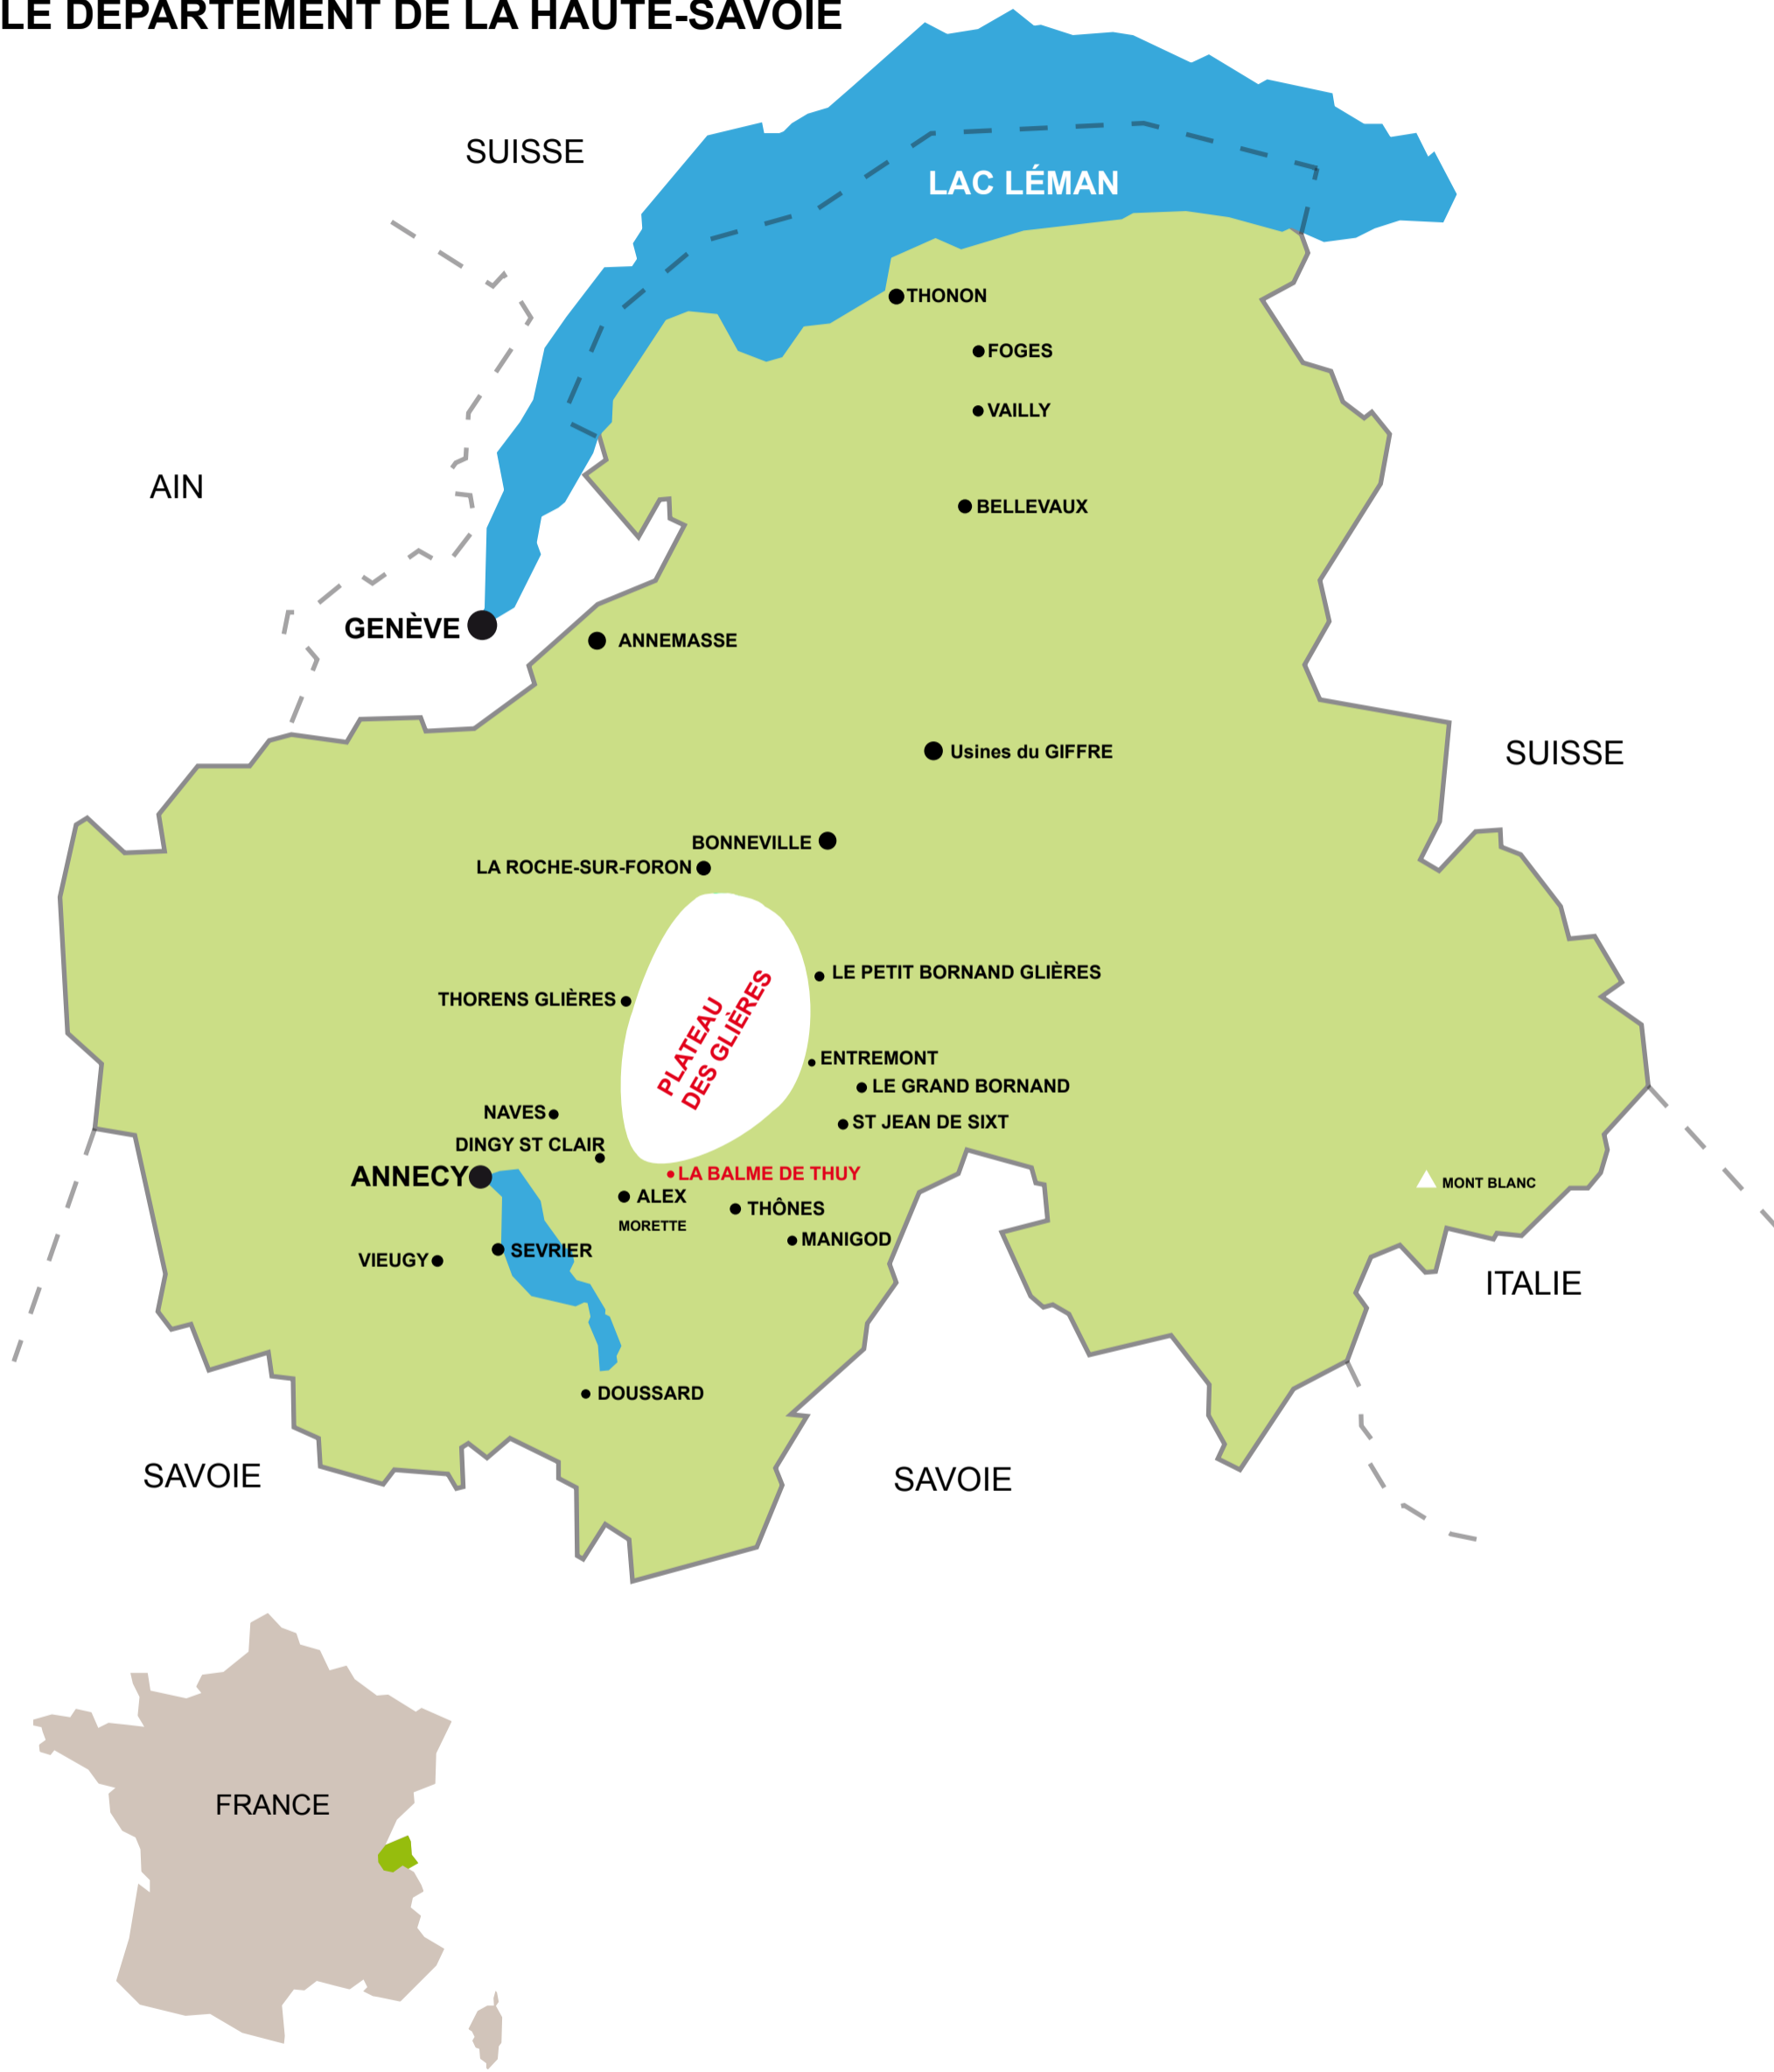 LE DEPARTEMENT DE LA HAUTE-SAVOIE
SUISSE
LAC LÉMAN
THONON
FOGES
VAILLY
AIN
BELLEVAUX
GENÈVE
ANNEMASSE
Usines du GIFFRE
SUISSE
BONNEVILLE
LA ROCHE-SUR-FORON
LE PETIT BORNAND GLIÈRES
THORENS GLIÈRES
PLATEAU
DES GLIÈRES
ENTREMONT
LE GRAND BORNAND
NAVES
ST JEAN DE SIXT
DINGY ST CLAIR
ANNECY
LA BALME DE THUY
MONT BLANC
ALEX
THÔNES
MORETTE
MANIGOD
SEVRIER
VIEUGY
ITALIE
DOUSSARD
SAVOIE
SAVOIE
FRANCE